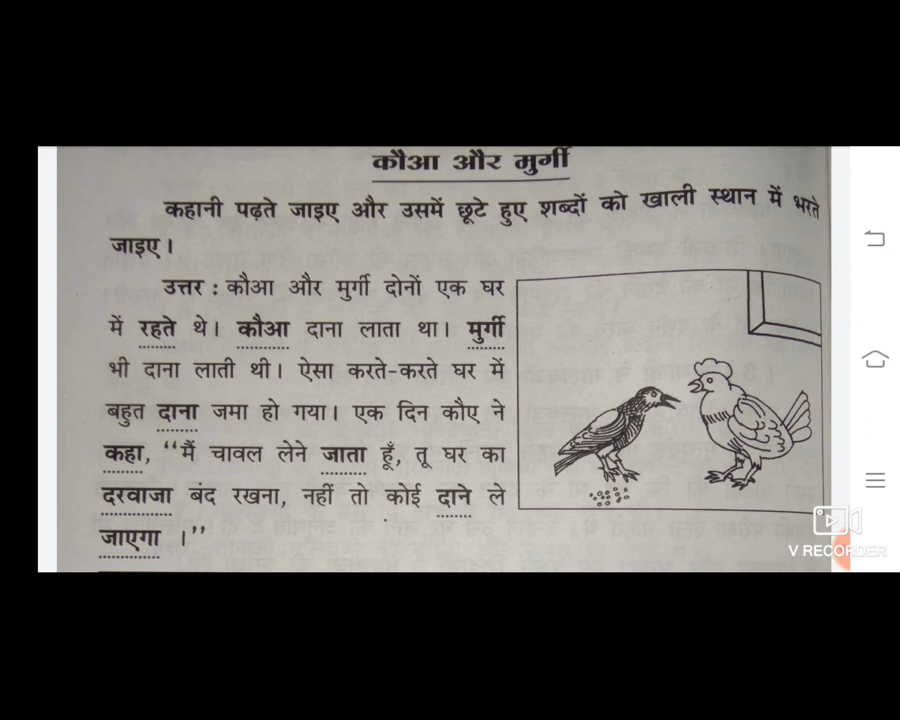 कौआ और मुर्गी
कहानी पढ़ते जाइए और उसमें छूटे हुए शब्दों को खाली स्थान में भरते
जाइए।
उत्तर : कौआ और मुर्गी दोनों एक घर
में रहते थे। कौआ दाना लाता था। मुर्गी
भी दाना लाती थी। ऐसा करते-करते घर में
बहुत दाना जमा हो गया। एक दिन कौए ने
कहा, ‘‘मैं चावल लेने जाता हूँ, तू घर का
दरवाजा बंद रखना, नहीं तो कोई दाने ले
जाएगा ।’’
V RECORDER